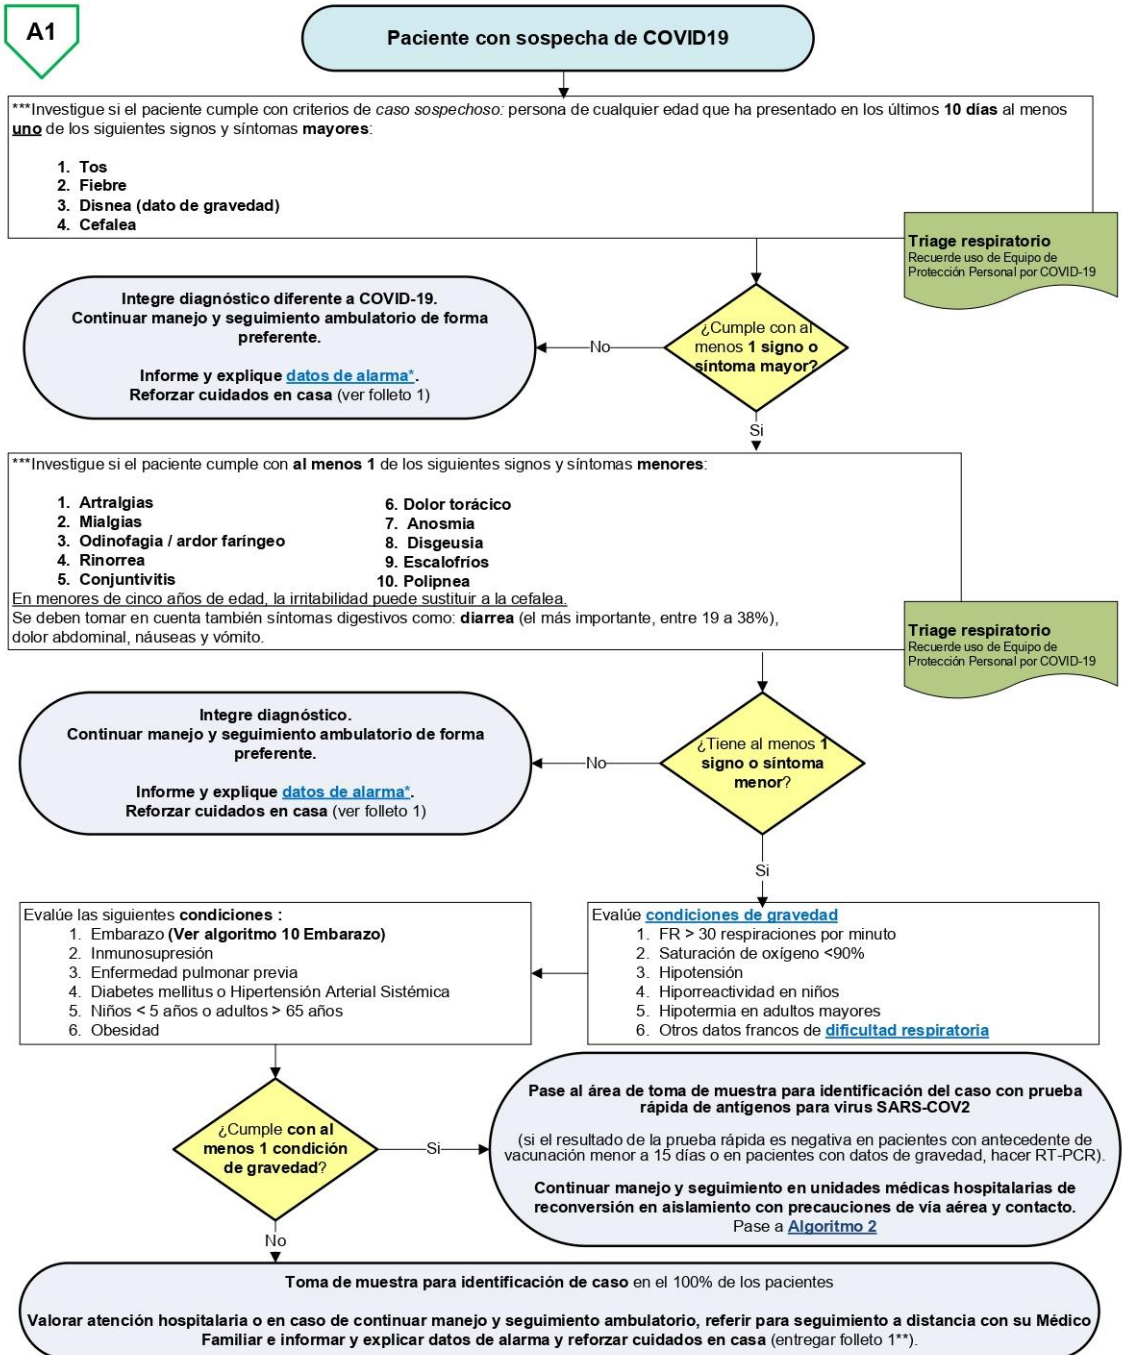 A1
Paciente con sospecha de COVID19
***Investigue si el paciente cumple con criterios de caso sospechoso: persona de cualquier edad que ha presentado en los últimos 10 días al menos
uno de los siguientes signos y síntomas mayores:
1. Tos
2. Fiebre
3. Disnea (dato de gravedad)
4. Cefalea
Triage respiratorio
Recuerde uso de Equipo de
Protección Personal por COVID-19
Integre diagnóstico diferente a COVID-19.
Continuar manejo y seguimiento ambulatorio de forma
preferente.
Informe y explique datos de alarma*.
Reforzar cuidados en casa (ver folleto 1)
No
¿Cumple con al
menos 1 signo o
síntoma mayor?
Si
***Investigue si el paciente cumple con al menos 1 de los siguientes signos y síntomas menores:
1. Artralgias
2. Mialgias
3. Odinofagia / ardor faríngeo
4. Rinorrea
5. Conjuntivitis
6. Dolor torácico
7. Anosmia
8. Disgeusia
9. Escalofríos
10. Polipnea
En menores de cinco años de edad, la irritabilidad puede sustituir a la cefalea.
Se deben tomar en cuenta también síntomas digestivos como: diarrea (el más importante, entre 19 a 38%),
dolor abdominal, náuseas y vómito.
Triage respiratorio
Recuerde uso de Equipo de
Protección Personal por COVID-19
Integre diagnóstico.
Continuar manejo y seguimiento ambulatorio de forma
preferente.
Informe y explique datos de alarma*.
Reforzar cuidados en casa (ver folleto 1)
No
¿Tiene al menos 1
signo o síntoma
menor?
Si
Evalúe las siguientes condiciones :
1. Embarazo (Ver algoritmo 10 Embarazo)
2. Inmunosupresión
3. Enfermedad pulmonar previa
4. Diabetes mellitus o Hipertensión Arterial Sistémica
5. Niños < 5 años o adultos > 65 años
6. Obesidad
Evalúe condiciones de gravedad
1. FR > 30 respiraciones por minuto
2. Saturación de oxígeno <90%
3. Hipotensión
4. Hiporreactividad en niños
5. Hipotermia en adultos mayores
6. Otros datos francos de dificultad respiratoria
¿Cumple con al
menos 1 condición
de gravedad?
Si
Pase al área de toma de muestra para identificación del caso con prueba
rápida de antígenos para virus SARS-COV2
(si el resultado de la prueba rápida es negativa en pacientes con antecedente de
vacunación menor a 15 días o en pacientes con datos de gravedad, hacer RT-PCR).
Continuar manejo y seguimiento en unidades médicas hospitalarias de
reconversión en aislamiento con precauciones de vía aérea y contacto.
Pase a Algoritmo 2
No
Toma de muestra para identificación de caso en el 100% de los pacientes
Valorar atención hospitalaria o en caso de continuar manejo y seguimiento ambulatorio, referir para seguimiento a distancia con su Médico
Familiar e informar y explicar datos de alarma y reforzar cuidados en casa (entregar folleto 1**).